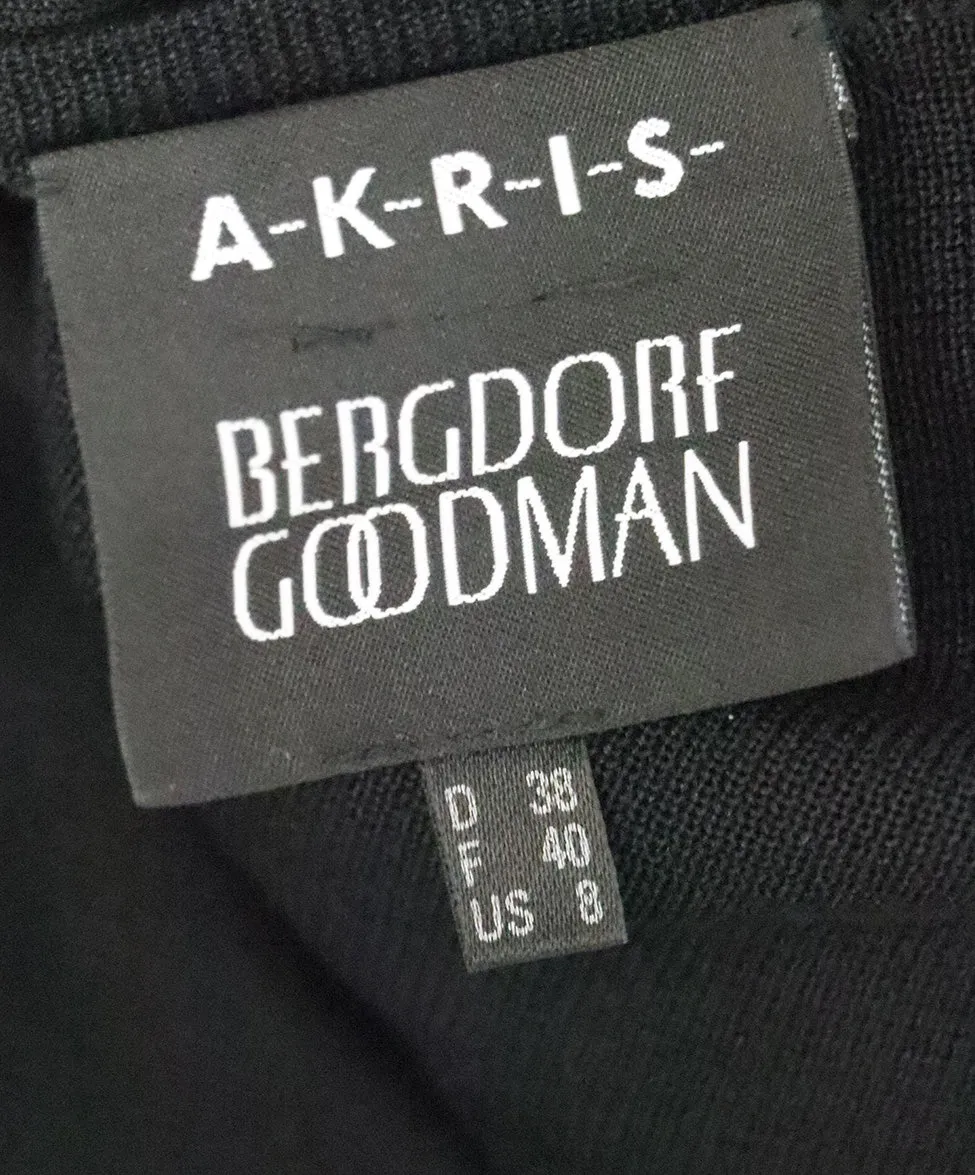 A-K-R-I-S-
BERGDORF
GOODMAN
D 38
F 40
US 8